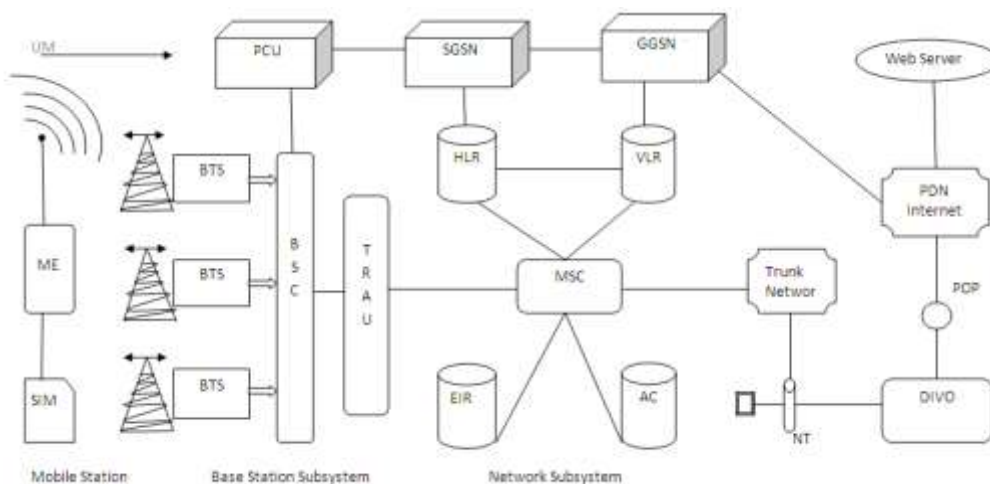 UM
PCU
SGSN
GGSN
Web Server
HLR
VLR
BTS
PDN
Internet
ME
B
S
C
T
R
A
U
BTS
MSC
Trunk
Networ
POP
SIM
BTS
EIR
AC
DIVO
NT
Mobile Station
Base Station Subsystem
Network Subsystem